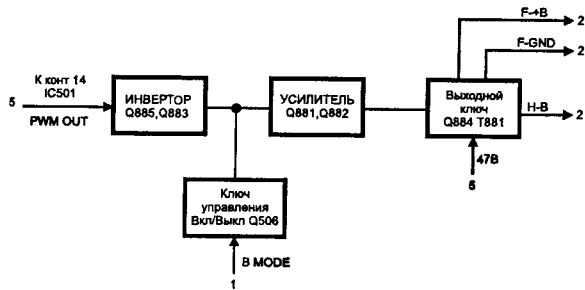 F-+B
2
F-GND
2
К конт 14
IC501
5
PWM OUT
ИНВЕРТОР
Q885,Q883
УСИЛИТЕЛЬ
Q881,Q882
Выходной
ключ
Q884 T881
H-B
2
47В
6
Ключ
управления
Вкл/Выкл Q506
B MODE
1